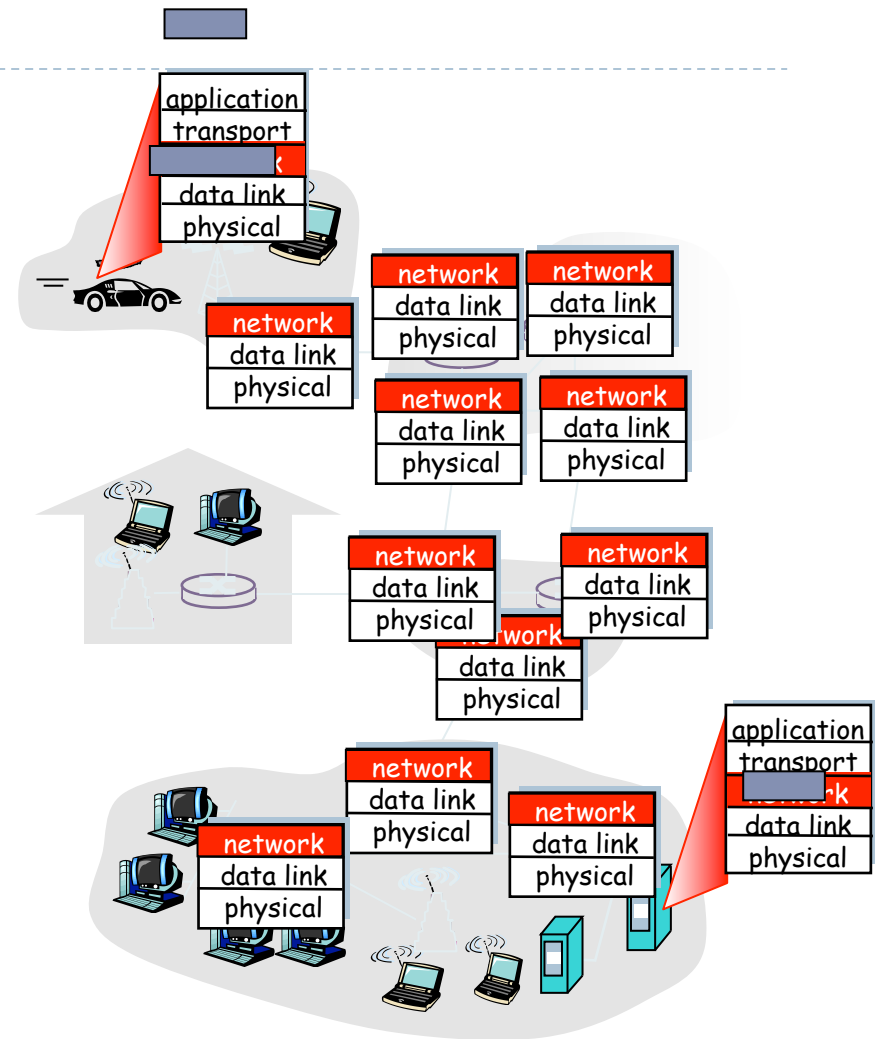 application
transport
data link
physical
network
data link
physical
network
data link
physical
network
data link
physical
network
data link
physical
network
data link
physical
network
data link
physical
network
data link
physical
data link
physical
application
transport
data link
physical
network
data link
physical
network
data link
physical
network
data link
physical